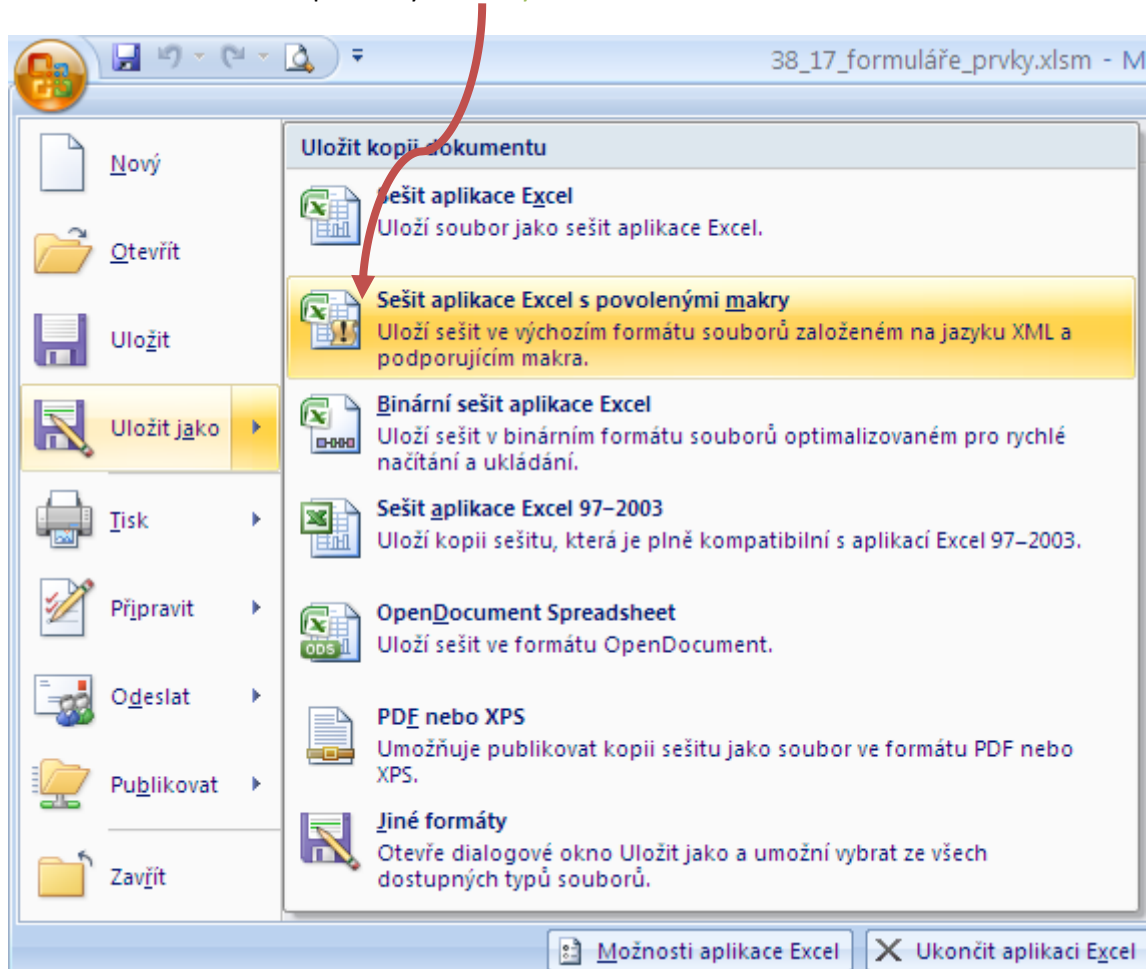 38_17_formuláře_prvky.xlsm - M
Nový
Otevřít
Uložit
Uložit jako
Tisk
Připravit
Odeslat
Publikovat
Zavřít
Uložit kopii dokumentu
Sešit aplikace Excel
Uloží soubor jako sešit aplikace Excel.
Sešit aplikace Excel s povolenými makry
Uloží sešit ve výchozím formátu souborů založeném na jazyku XML a
podporujícím makra.
Binární sešit aplikace Excel
Uloží sešit v binárním formátu souborů optimalizovaném pro rychlé
načítání a ukládání.
Sešit aplikace Excel 97–2003
Uloží kopii sešitu, která je plně kompatibilní s aplikací Excel 97–2003.
OpenDocument Spreadsheet
Uloží sešit ve formátu OpenDocument.
ODS
PDF nebo XPS
Umožňuje publikovat kopii sešitu jako soubor ve formátu PDF nebo
XPS.
Jiné formáty
Otevře dialogové okno Uložit jako a umožní vybrat ze všech
dostupných typů souborů.
Možnosti aplikace Excel
Ukončit aplikaci Excel